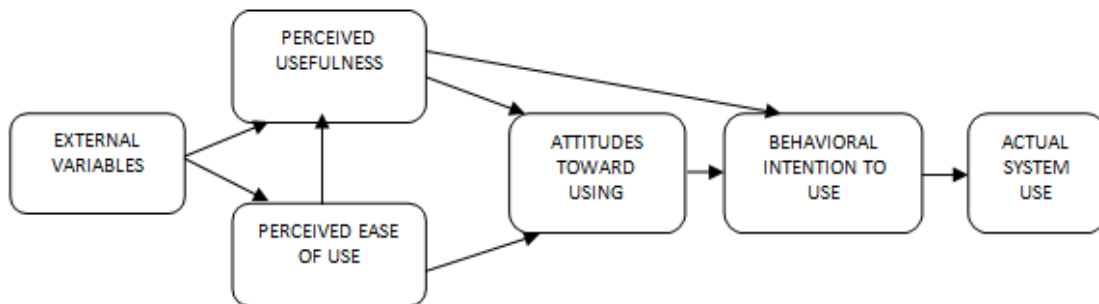 PERCEIVED
USEFULNESS
EXTERNAL
VARIABLES
PERCEIVED EASE
OF USE
ATTITUDES
TOWARD
USING
BEHAVIORAL
INTENTION TO
USE
ACTUAL
SYSTEM
USE